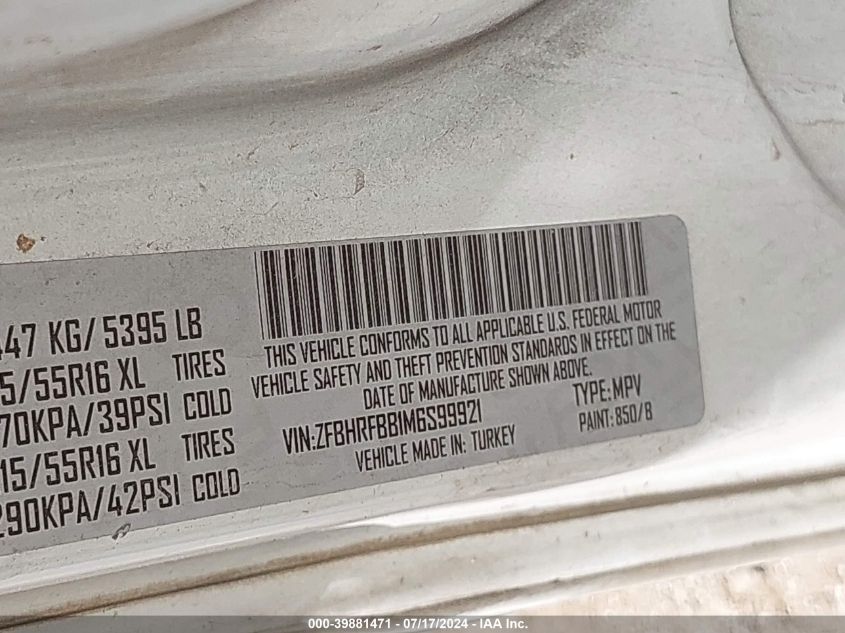 447 KG/ 5395 LB
5/55R16 XL TIRES
70KPA/39PSI COLD
15/55R16 XL TIRES
290KPA/42PSI COLD
THIS VEHICLE CONFORMS TO ALL APPLICABLE U.S. FEDERAL MOTOR
VEHICLE SAFETY AND THEFT PREVENTION STANDARDS IN EFFECT ON THE
DATE OF MANUFACTURE SHOWN ABOVE.
VIN:ZFBHRFBB1M6S99921 TYPE: MPV
VEHICLE MADE IN: TURKEY PAINT: 850/B
000-39881471 - 07/17/2024 - IAA Inc.